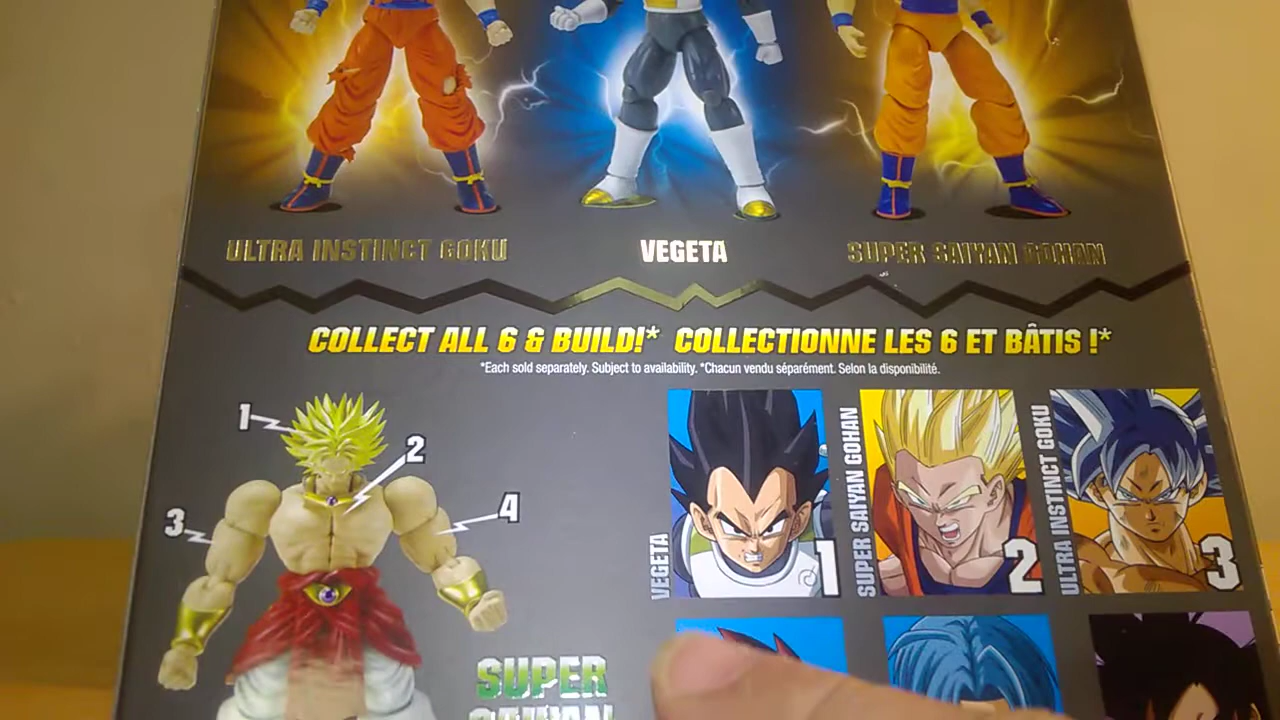 ULTRA INSTINCT GOKU
VEGETA
SUPER SAIYAN GOHAN
COLLECT ALL 6 & BUILD!* COLLECTIONNE LES 6 ET BÂTIS !*
*Each sold separately. Subject to availability. *Chacun vendu séparément. Selon la disponibilité.
1
2
3
4
VEGETA
1
SUPER SAIYAN GOHAN
2
ULTRA INSTINCT GOKU
3
SUPER
SAIYAN